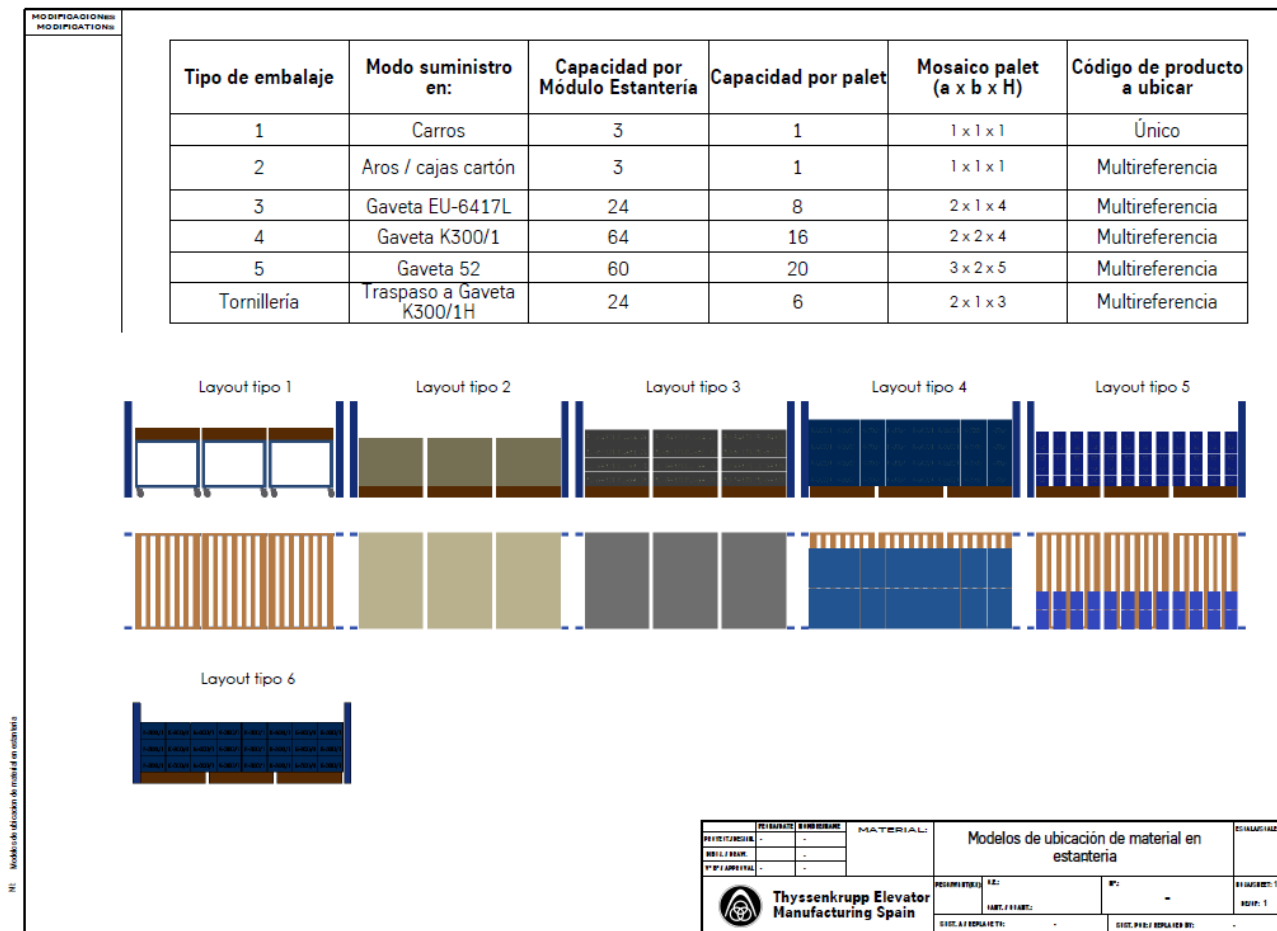 MODIFICACIONES
MODIFICATIONS
Tipo de embalaje | Modo suministro en: | Capacidad por Módulo Estantería | Capacidad por palet | Mosaico palet (a x b x H) | Código de producto a ubicar
1 | Carros | 3 | 1 | 1 x 1 x 1 | Único
2 | Aros / cajas cartón | 3 | 1 | 1 x 1 x 1 | Multireferencia
3 | Gaveta EU-6417L | 24 | 8 | 2 x 1 x 4 | Multireferencia
4 | Gaveta K300/1 | 64 | 16 | 2 x 2 x 4 | Multireferencia
5 | Gaveta 52 | 60 | 20 | 3 x 2 x 5 | Multireferencia
Tornillería | Traspaso a Gaveta K300/1H | 24 | 6 | 2 x 1 x 3 | Multireferencia
Layout tipo 1
Layout tipo 2
Layout tipo 3
Layout tipo 4
Layout tipo 5
Layout tipo 6
Nº: Modelos de ubicacion de material en estanteria
MATERIAL:
Modelos de ubicación de material en
estanteria
Thyssenkrupp Elevator
Manufacturing Spain